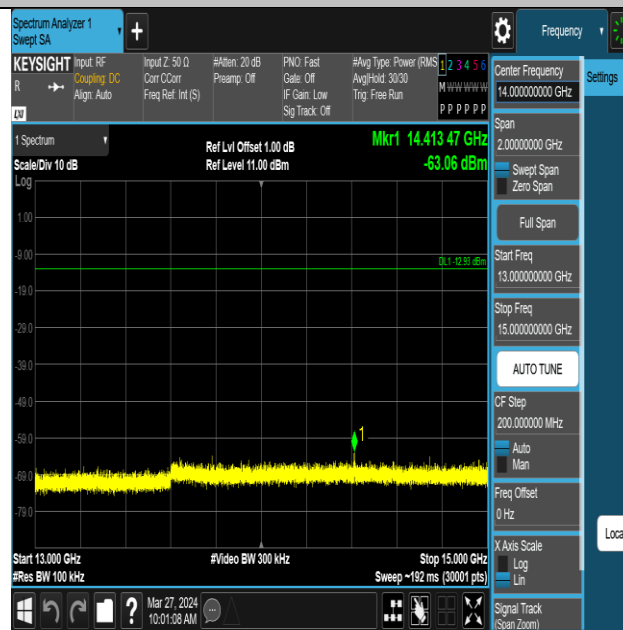 Spectrum Analyzer 1
Swept SA
+
Frequency
KEYSIGHT
R
LXI
Input: RF
Coupling: DC
Align: Auto
Input Z: 50 Ω
Corr CCorr
Freq Ref: Int (S)
#Atten: 20 dB
Preamp: Off
PNO: Fast
Gate: Off
IF Gain: Low
Sig Track: Off
#Avg Type: Power (RMS
Avg|Hold: 30/30
Trig: Free Run
1 2 3 4 5 6
M W W W W W
P P P P P P
1 Spectrum
Scale/Div 10 dB
Log
Ref Lvl Offset 1.00 dB
Ref Level 11.00 dBm
Mkr1 14.413 47 GHz
-63.06 dBm
1.00
-9.00
DL1 -12.93 dBm
-19.0
-29.0
-39.0
-49.0
-59.0
1
-69.0
-79.0
Start 13.000 GHz
#Video BW 300 kHz
Stop 15.000 GHz
#Res BW 100 kHz
Sweep ~192 ms (30001 pts)
?
Mar 27, 2024
10:01:08 AM
Center Frequency
14.000000000 GHz
Settings
Span
2.00000000 GHz
Swept Span
Zero Span
Full Span
Start Freq
13.000000000 GHz
Stop Freq
15.000000000 GHz
AUTO TUNE
CF Step
200.000000 MHz
Auto
Man
Freq Offset
0 Hz
X Axis Scale
Log
Lin
Loca
Signal Track
(Span Zoom)